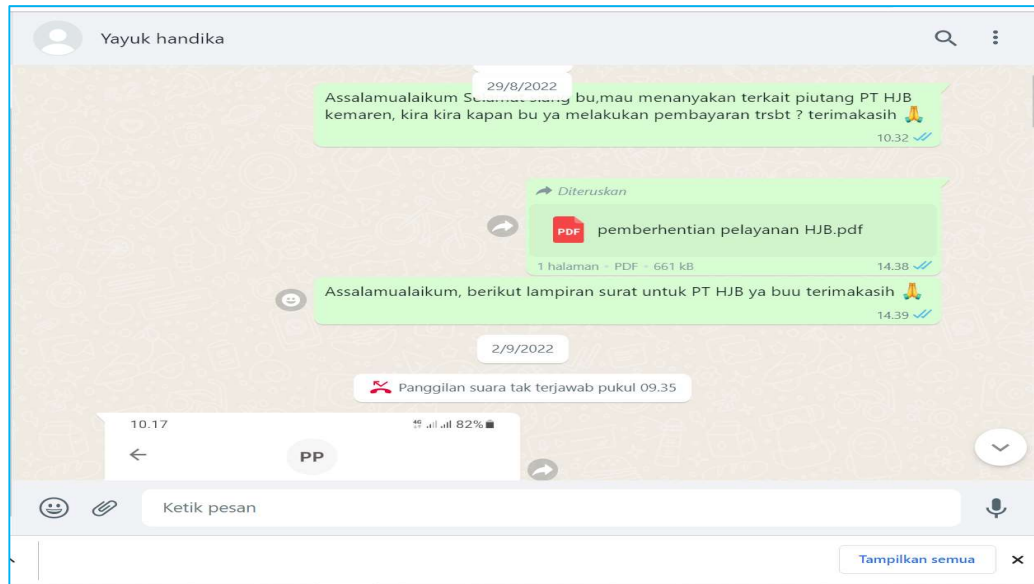 Yayuk handika
29/8/2022
Assalamualaikum Selamat siang bu,mau menanyakan terkait piutang PT HJB
kemaren, kira kira kapan bu ya melakukan pembayaran trsbt ? terimakasih 🙏
10.32
Diteruskan
PDF pemberhentian pelayanan HJB.pdf
1 halaman - PDF - 661 kB 14.38
Assalamualaikum, berikut lampiran surat untuk PT HJB ya buu terimakasih 🙏
14.39
2/9/2022
Panggilan suara tak terjawab pukul 09.35
10.17 82%
PP
Ketik pesan
Tampilkan semua